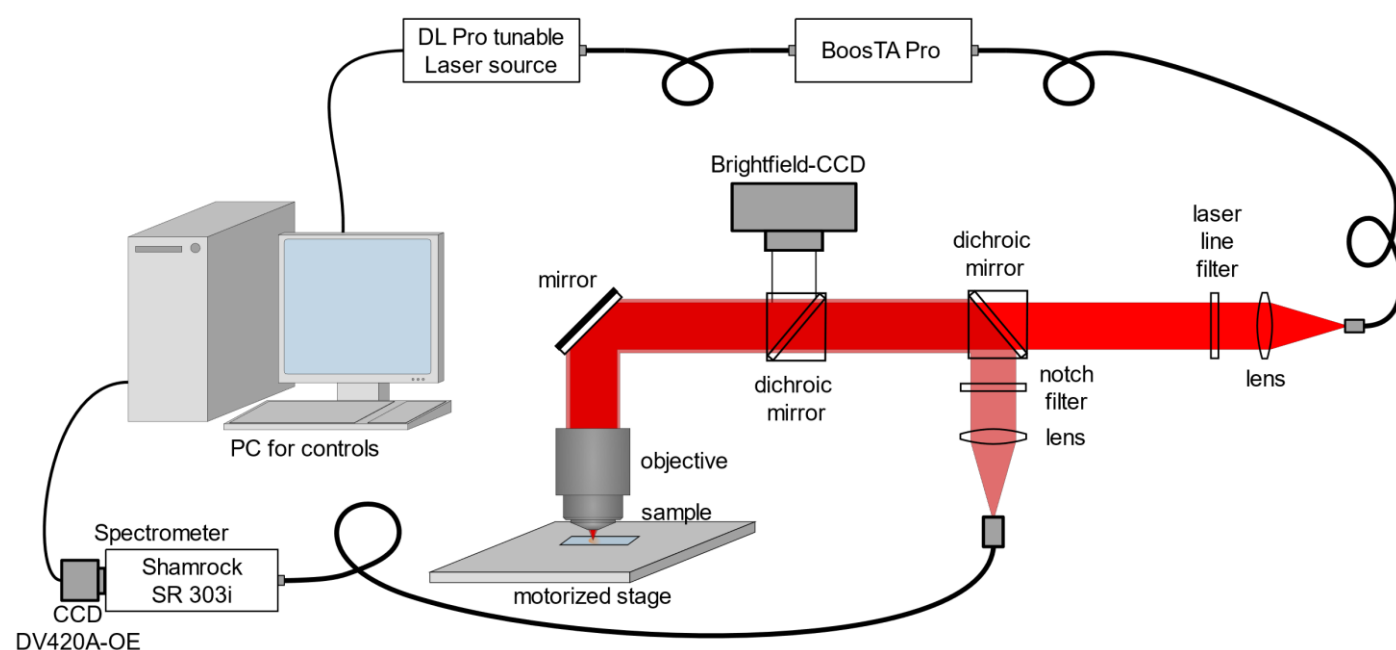 DL Pro tunable
Laser source
BoosTA Pro
Brightfield-CCD
laser
line
filter
dichroic
mirror
mirror
dichroic
mirror
notch
filter
lens
lens
PC for controls
objective
sample
Spectrometer
Shamrock
SR 303i
motorized stage
CCD
DV420A-OE